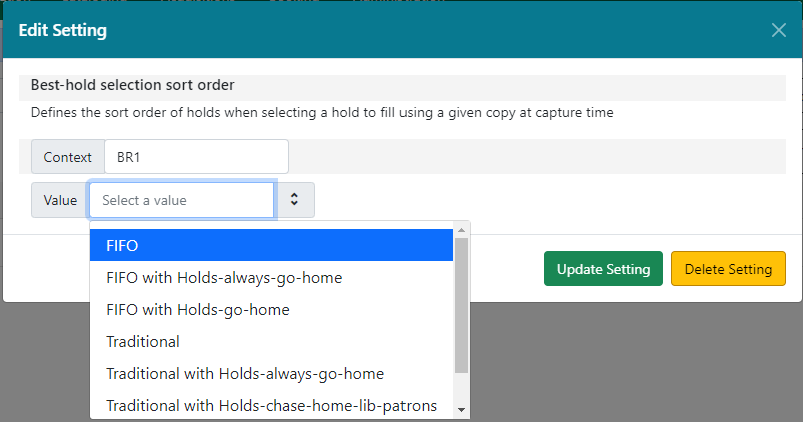 Edit Setting
Best-hold selection sort order
Defines the sort order of holds when selecting a hold to fill using a given copy at capture time
Context BR1
Value Select a value
FIFO
FIFO with Holds-always-go-home
FIFO with Holds-go-home
Traditional
Traditional with Holds-always-go-home
Traditional with Holds-chase-home-lib-patrons
Update Setting Delete Setting